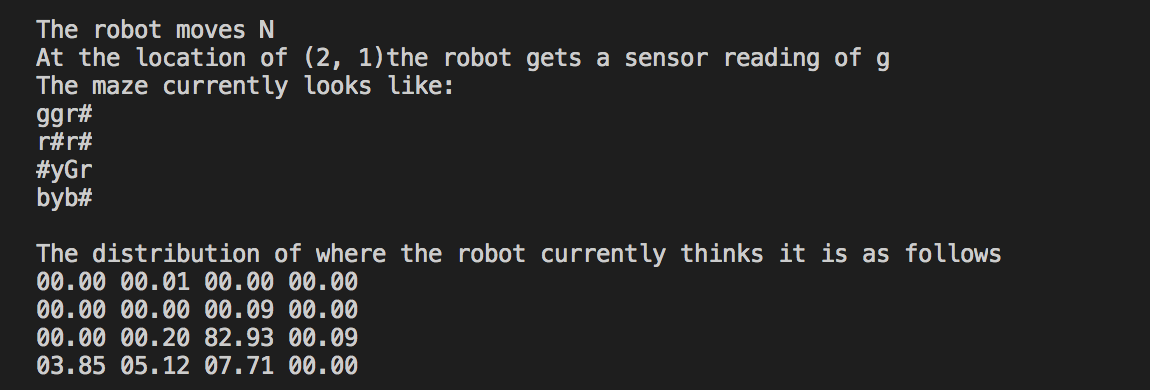 The robot moves N
At the location of (2, 1)the robot gets a sensor reading of g
The maze currently looks like:
ggr#
r#r#
#yGr
byb#
The distribution of where the robot currently thinks it is as follows
00.00 00.01 00.00 00.00
00.00 00.00 00.09 00.00
00.00 00.20 82.93 00.09
03.85 05.12 07.71 00.00